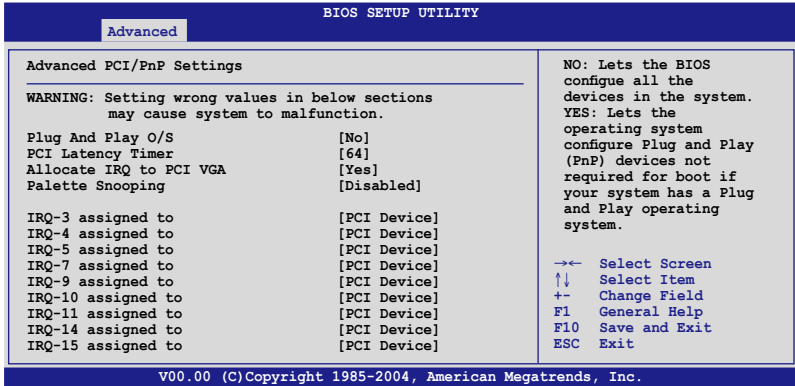 BIOS SETUP UTILITY
Advanced
Advanced PCI/PnP Settings
WARNING: Setting wrong values in below sections
may cause system to malfunction.
Plug And Play O/S [No]
PCI Latency Timer [64]
Allocate IRQ to PCI VGA [Yes]
Palette Snooping [Disabled]
IRQ-3 assigned to [PCI Device]
IRQ-4 assigned to [PCI Device]
IRQ-5 assigned to [PCI Device]
IRQ-7 assigned to [PCI Device]
IRQ-9 assigned to [PCI Device]
IRQ-10 assigned to [PCI Device]
IRQ-11 assigned to [PCI Device]
IRQ-14 assigned to [PCI Device]
IRQ-15 assigned to [PCI Device]
NO: Lets the BIOS
configue all the
devices in the system.
YES: Lets the
operating system
configure Plug and Play
(PnP) devices not
required for boot if
your system has a Plug
and Play operating
system.
→← Select Screen
↑↓ Select Item
+- Change Field
F1 General Help
F10 Save and Exit
ESC Exit
V00.00 (C)Copyright 1985-2004, American Megatrends, Inc.